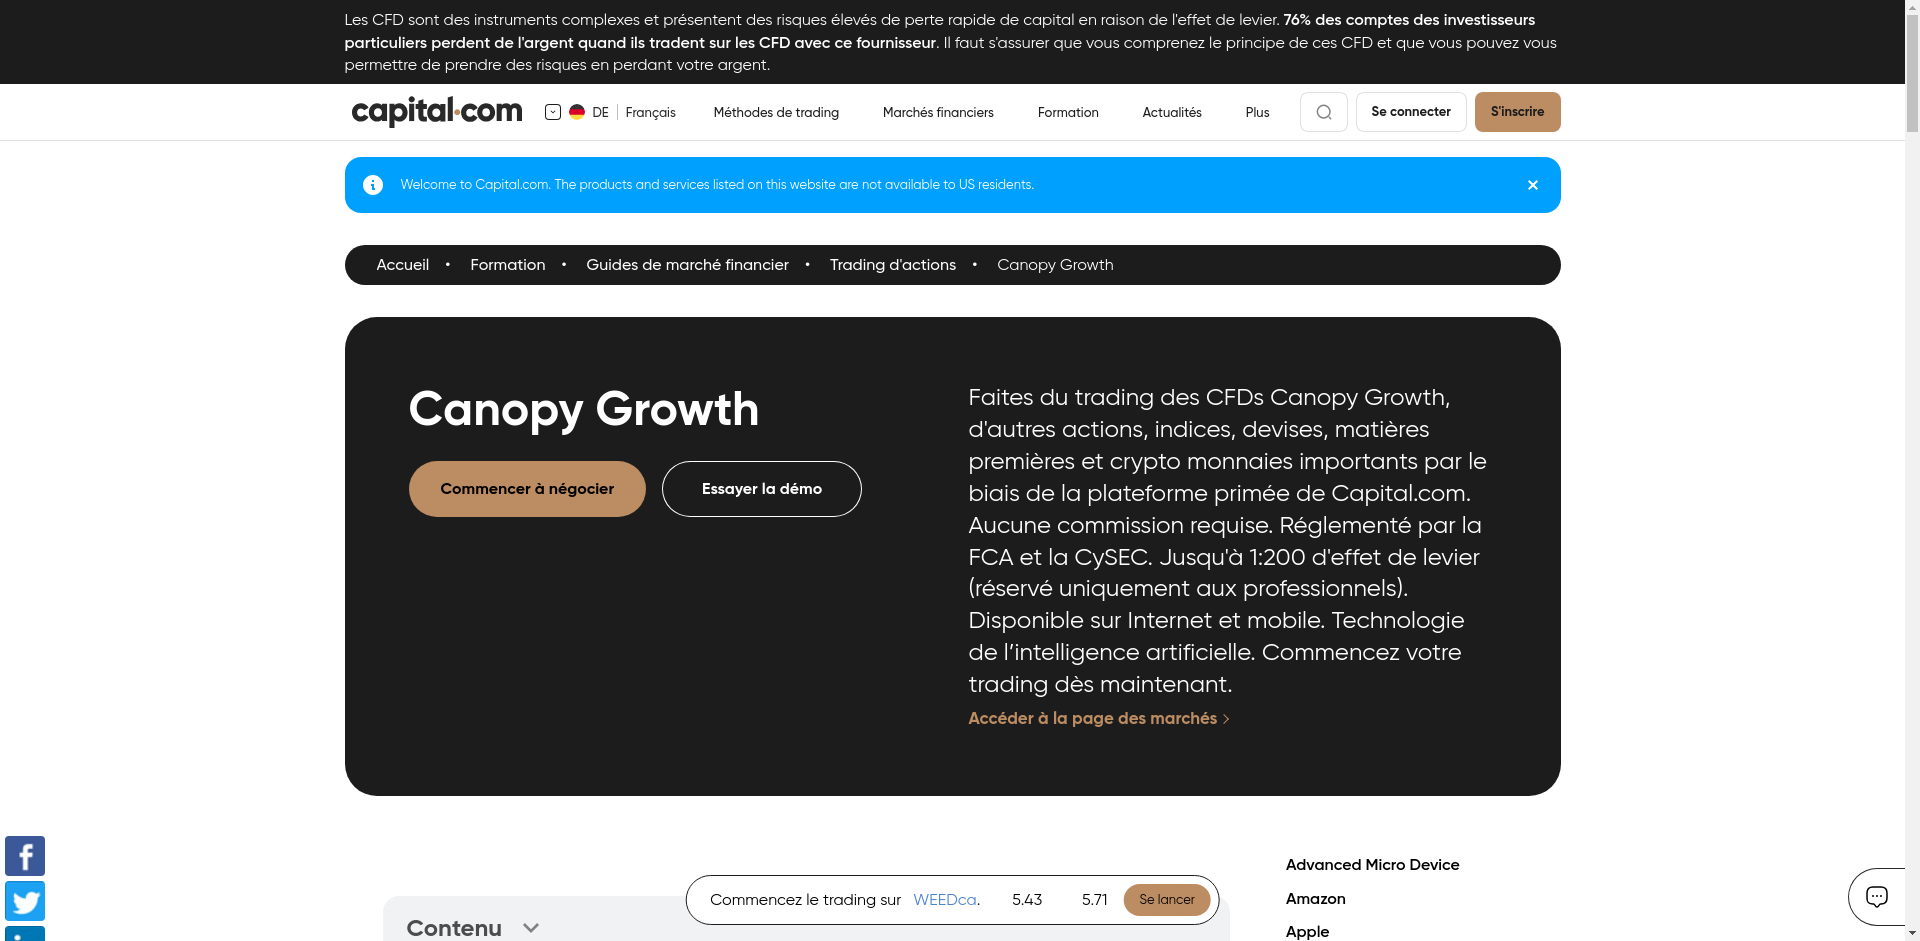 Les CFD sont des instruments complexes et présentent des risques élevés de perte rapide de capital en raison de l'effet de levier. 76% des comptes des investisseurs
particuliers perdent de l'argent quand ils tradent sur les CFD avec ce fournisseur. Il faut s'assurer que vous comprenez le principe de ces CFD et que vous pouvez vous
permettre de prendre des risques en perdant votre argent.
capital.com
DE
Français
Méthodes de trading
Marchés financiers
Formation
Actualités
Plus
Se connecter
S'inscrire
Welcome to Capital.com. The products and services listed on this website are not available to US residents.
Accueil • Formation • Guides de marché financier • Trading d'actions • Canopy Growth
Canopy Growth
Commencer à négocier
Essayer la démo
Faites du trading des CFDs Canopy Growth,
d'autres actions, indices, devises, matières
premières et crypto monnaies importants par le
biais de la plateforme primée de Capital.com.
Aucune commission requise. Réglementé par la
FCA et la CySEC. Jusqu'à 1:200 d'effet de levier
(réservé uniquement aux professionnels).
Disponible sur Internet et mobile. Technologie
de l’intelligence artificielle. Commencez votre
trading dès maintenant.
Accéder à la page des marchés
Contenu
Commencez le trading sur WEEDca. 5.43 5.71 Se lancer
Advanced Micro Device
Amazon
Apple